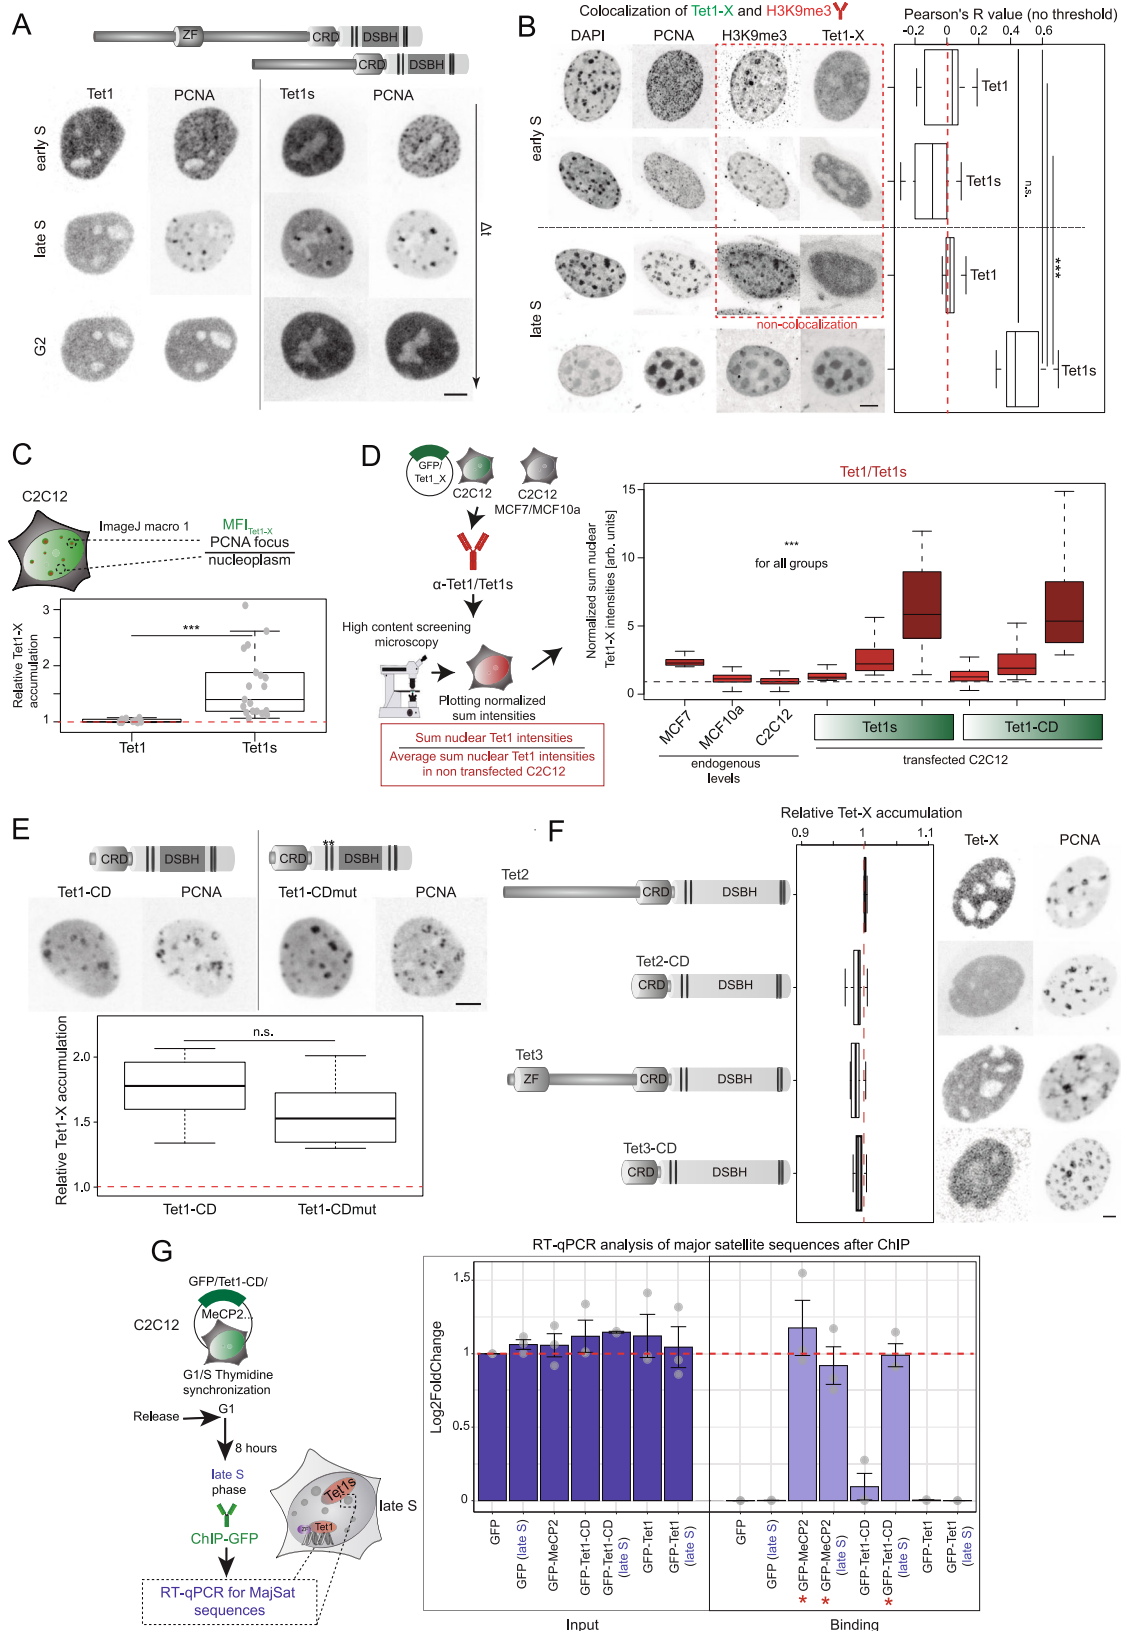 A
ZF
CRD
DSBH
CRD
DSBH
Tet1
PCNA
Tet1s
PCNA
early S
late S
G2
Δt
B
Colocalization of Tet1-X and H3K9me3
DAPI
PCNA
H3K9me3
Tet1-X
early S
late S
non-colocalization
Pearson's R value (no threshold)
-0.2
0
0.2
0.4
0.6
Tet1
Tet1s
n.s.
Tet1
***
Tet1s
C
C2C12
ImageJ macro 1
MFI Tet1-X
PCNA focus
nucleoplasm
Relative Tet1-X
accumulation
3
2
1
***
Tet1
Tet1s
D
GFP/
Tet1_X
C2C12
C2C12
MCF7/MCF10a
α-Tet1/Tet1s
High content screening
microscopy
Plotting normalized
sum intensities
Sum nuclear Tet1 intensities
Average sum nuclear Tet1 intensities
in non transfected C2C12
Tet1/Tet1s
Normalized sum nuclear
Tet1-X intensities [arb. units]
15
10
5
0
***
for all groups
MCF7
MCF10a
C2C12
Tet1s
Tet1-CD
endogenous
levels
transfected C2C12
E
CRD
DSBH
**
CRD
DSBH
Tet1-CD
PCNA
Tet1-CDmut
PCNA
Relative Tet1-X accumulation
2.0
1.5
1.0
n.s.
Tet1-CD
Tet1-CDmut
F
Relative Tet-X accumulation
0.9
1
1.1
Tet-X
PCNA
Tet2
CRD
DSBH
Tet2-CD
CRD
DSBH
Tet3
ZF
CRD
DSBH
Tet3-CD
CRD
DSBH
G
GFP/Tet1-CD/
MeCP2...
C2C12
G1/S Thymidine
synchronization
Release
G1
8 hours
late S
phase
ChIP-GFP
RT-qPCR for MajSat
sequences
Tet1s
Tet1
late S
RT-qPCR analysis of major satellite sequences after ChIP
Log2FoldChange
1.5
1
0.5
0
GFP
GFP (late S)
GFP-MeCP2
GFP-Tet1-CD
GFP-Tet1-CD
(late S)
GFP-Tet1
GFP-Tet1
(late S)
Input
GFP
GFP (late S)
* GFP-MeCP2
* GFP-MeCP2
(late S)
GFP-Tet1-CD
* GFP-Tet1-CD
(late S)
GFP-Tet1
GFP-Tet1
(late S)
Binding